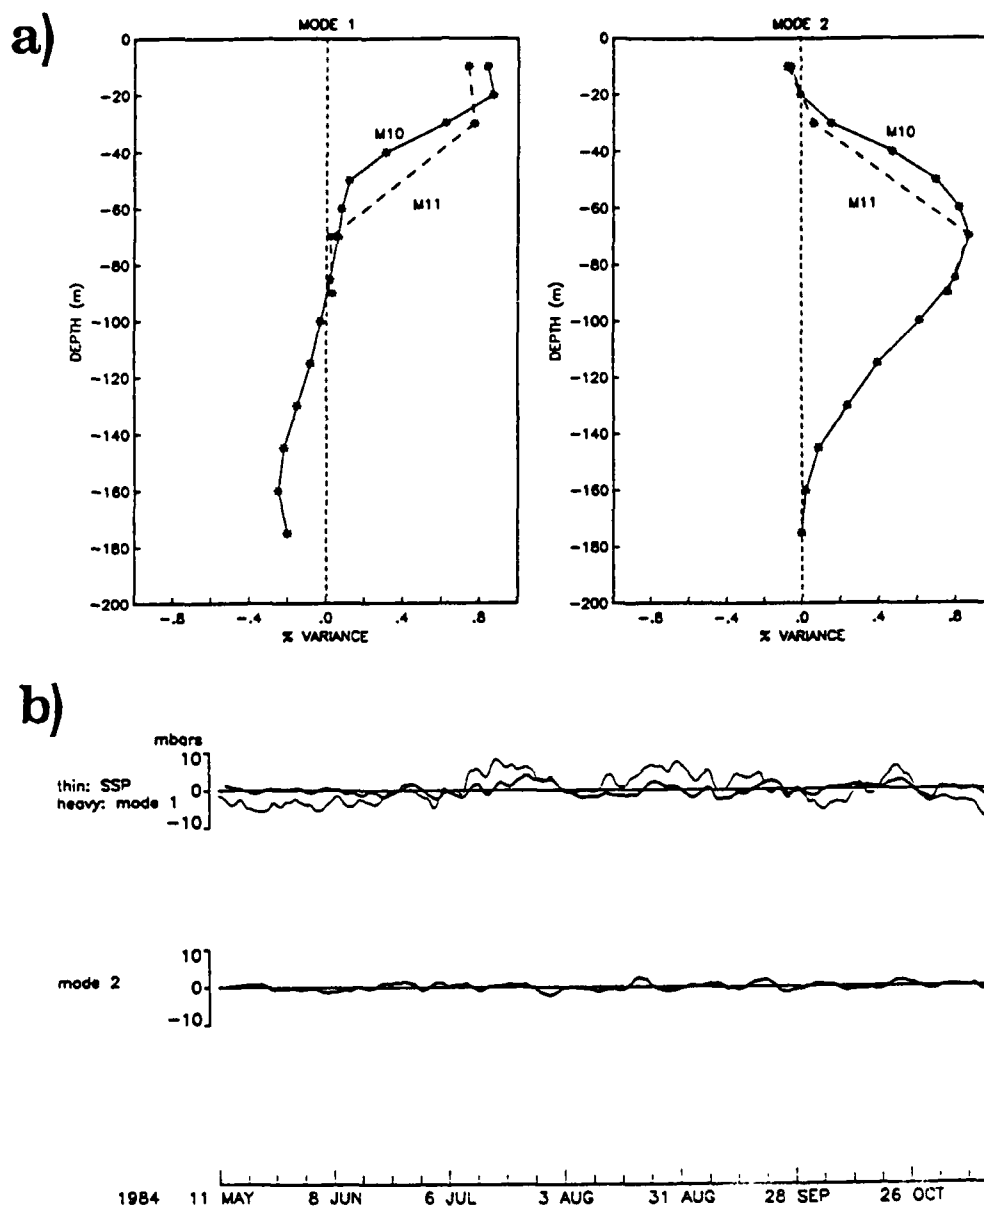 a)
MODE 1
MODE 2
0
-20
-40
-60
-80
-100
-120
-140
-160
-180
-200
DEPTH (m)
M10
M11
-.8
-.4
.0
.4
.8
% VARIANCE
0
-20
-40
-60
-80
-100
-120
-140
-160
-180
-200
DEPTH (m)
M10
M11
-.8
-.4
.0
.4
.8
% VARIANCE
b)
mbars
thin: SSP
heavy: mode 1
10
0
-10
mode 2
10
0
-10
1984 11 MAY 8 JUN 6 JUL 3 AUG 31 AUG 28 SEP 26 OCT